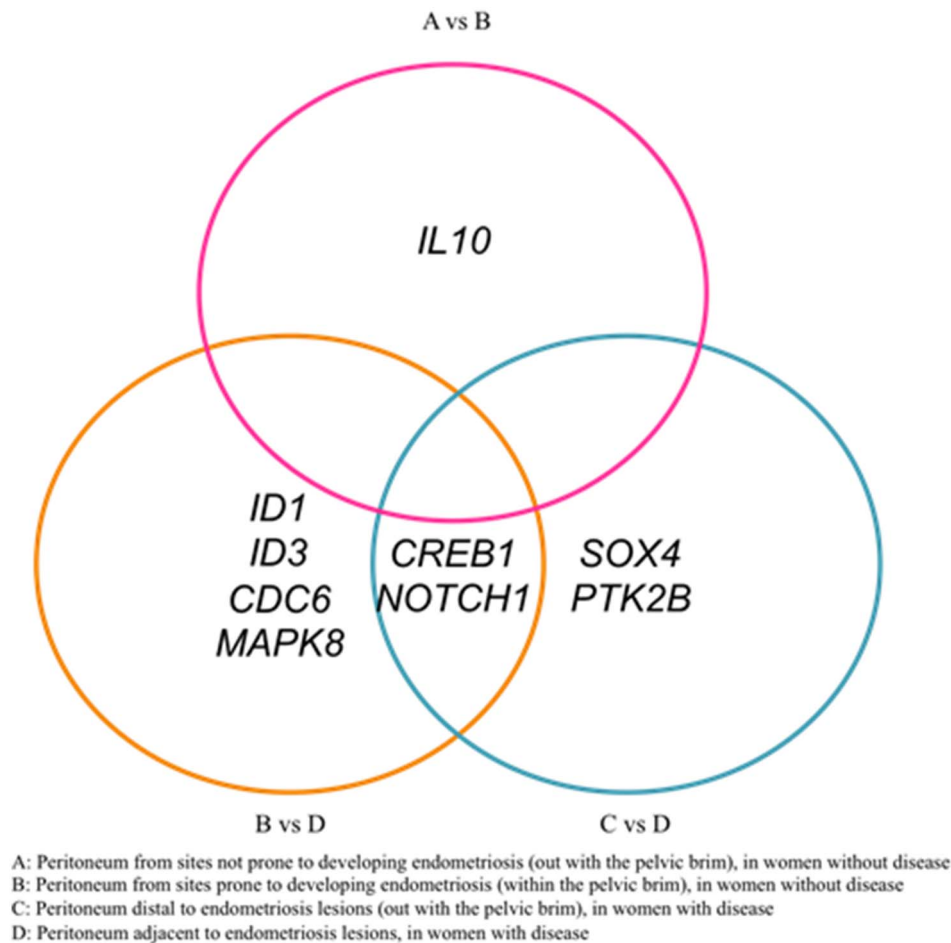 A vs B
IL10
ID1
ID3
CDC6
MAPK8
CREB1
NOTCH1
SOX4
PTK2B
B vs D
C vs D
A: Peritoneum from sites not prone to developing endometriosis (out with the pelvic brim), in women without disease
B: Peritoneum from sites prone to developing endometriosis (within the pelvic brim), in women without disease
C: Peritoneum distal to endometriosis lesions (out with the pelvic brim), in women with disease
D: Peritoneum adjacent to endometriosis lesions, in women with disease